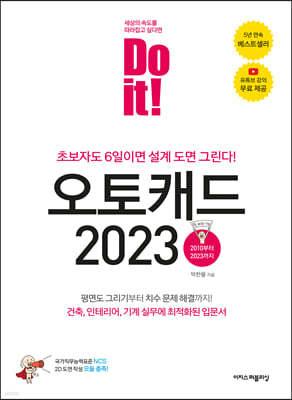 세상의 속도를
따라잡고 싶다면
Do
it!
5년 연속
베스트셀러
유튜브 강의
무료 제공
초보자도 6일이면 설계 도면 그린다!
오토캐드
2023
2010부터
2023까지
박한울 지음
평면도 그리기부터 치수 문제 해결까지!
건축, 인테리어, 기계 실무에 최적화된 입문서
국가직무능력표준 NCS
2D 도면 작성 모듈 충족!
이지스 퍼블리싱